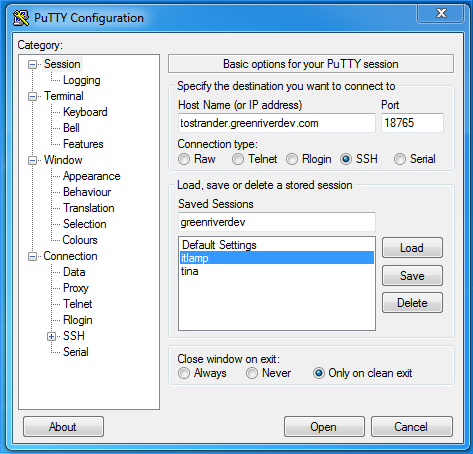 PuTTY Configuration
Category:
Session
Logging
Terminal
Keyboard
Bell
Features
Window
Appearance
Behaviour
Translation
Selection
Colours
Connection
Data
Proxy
Telnet
Rlogin
SSH
Serial
Basic options for your PuTTY session
Specify the destination you want to connect to
Host Name (or IP address) Port
tostrander.greenriverdev.com 18765
Connection type:
Raw Telnet Rlogin SSH Serial
Load, save or delete a stored session
Saved Sessions
greenriverdev
Default Settings
itlamp
tina
Load
Save
Delete
Close window on exit:
Always Never Only on clean exit
About Open Cancel